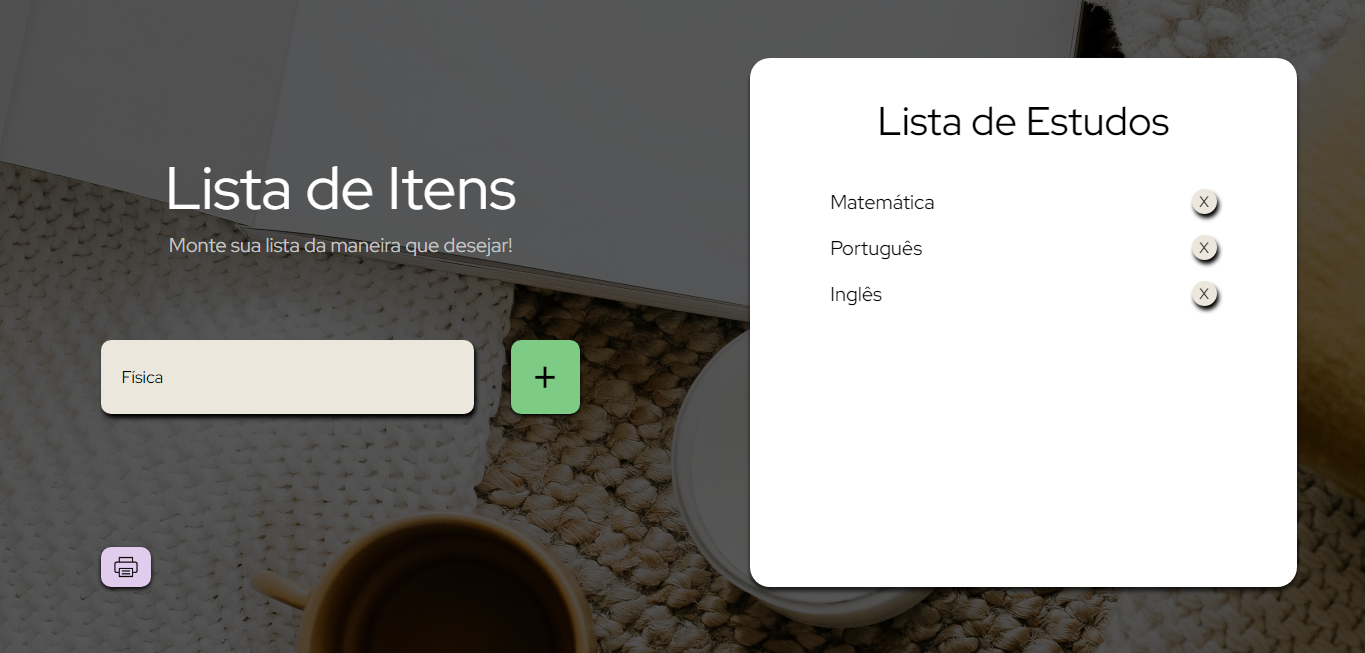 Lista de Itens
Monte sua lista da maneira que desejar!
Física
+
Lista de Estudos
Matemática X
Português X
Inglês X